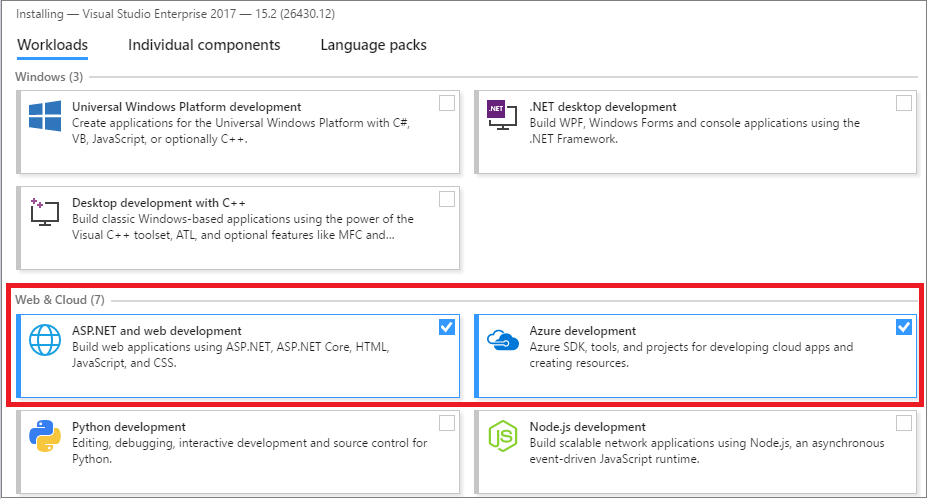 Installing — Visual Studio Enterprise 2017 — 15.2 (26430.12)
Workloads Individual components Language packs
Windows (3)
Universal Windows Platform development
Create applications for the Universal Windows Platform with C#,
VB, JavaScript, or optionally C++.
.NET
.NET desktop development
Build WPF, Windows Forms and console applications using the
.NET Framework.
Desktop development with C++
Build classic Windows-based applications using the power of the
Visual C++ toolset, ATL, and optional features like MFC and...
Web & Cloud (7)
ASP.NET and web development
Build web applications using ASP.NET, ASP.NET Core, HTML,
JavaScript, and CSS.
Azure development
Azure SDK, tools, and projects for developing cloud apps and
creating resources.
Python development
Editing, debugging, interactive development and source control for
Python.
JS
Node.js development
Build scalable network applications using Node.js, an asynchronous
event-driven JavaScript runtime.